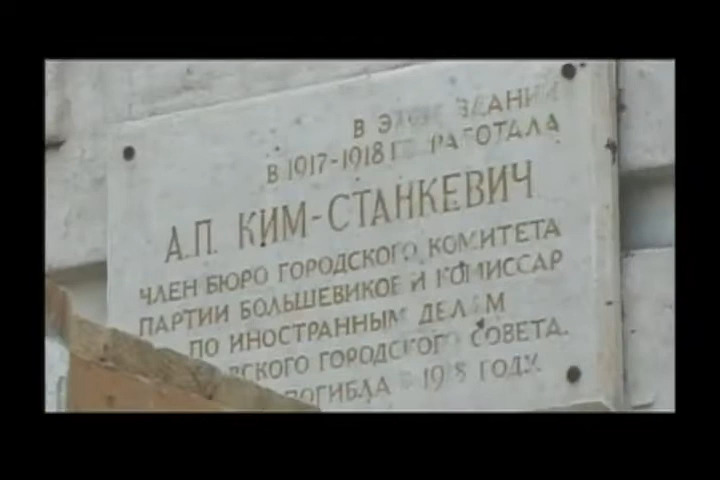 В ЭТОМ ЗДАНИИ
В 1917-1918 ГГ РАБОТАЛА
А.П. КИМ-СТАНКЕВИЧ
ЧЛЕН БЮРО ГОРОДСКОГО КОМИТЕТА
ПАРТИИ БОЛЬШЕВИКОВ И КОМИССАР
ПО ИНОСТРАННЫМ ДЕЛАМ
ГОРОДСКОГО СОВЕТА.
ПОГИБЛА В 1918 ГОДУ.